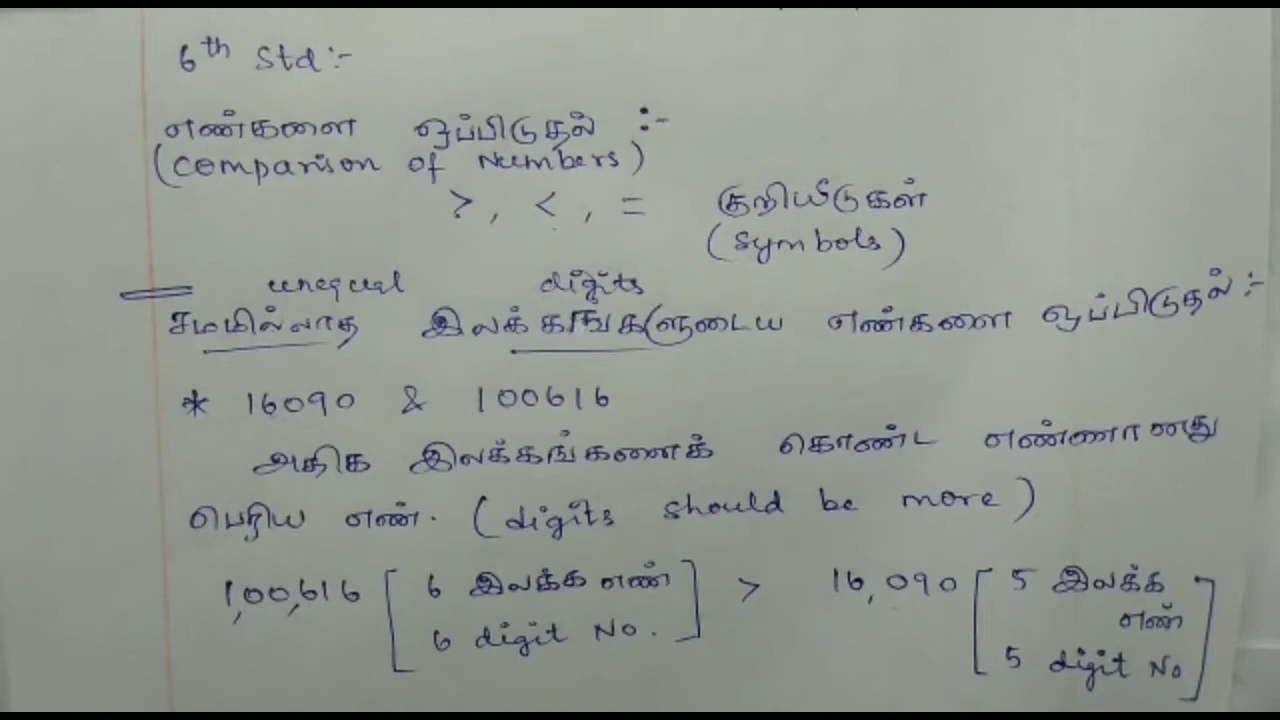 6th Std :-
எண்களை ஒப்பிடுதல் :-
(Comparison of Numbers)
>, <, = குறியீடுகள்
(Symbols)
unequal digits
சமமில்லாத இலக்கங்களுடைய எண்களை ஒப்பிடுதல் :-
* 16090 & 100616
அதிக இலக்கங்களைக் கொண்ட எண்ணானது
பெரிய எண். (digits should be more)
1,00,616 [6 இலக்க எண் ] > 16,090 [5 இலக்க
எண்
6 digit No.
5 digit No